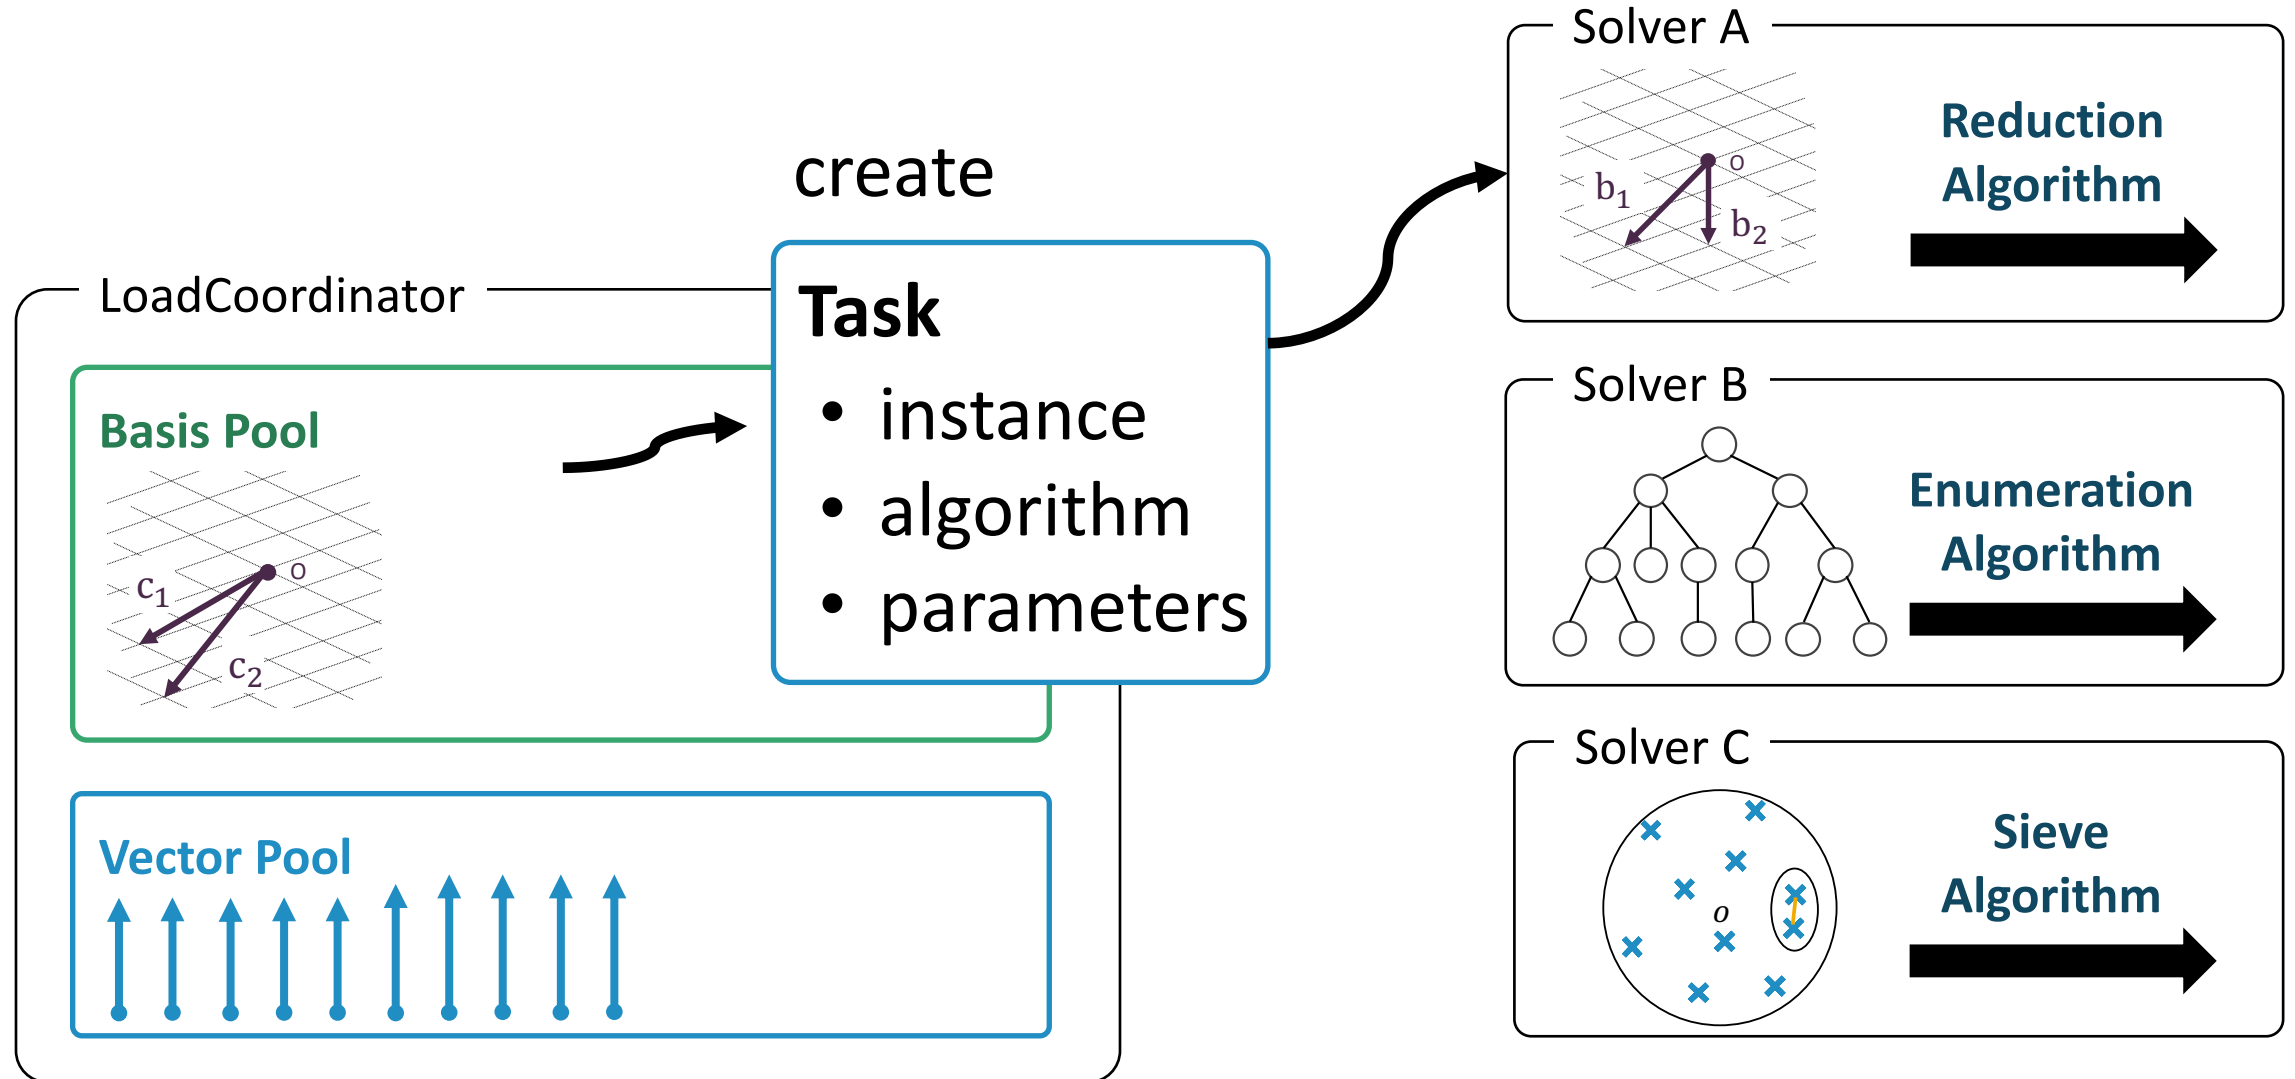 create
LoadCoordinator
Task
• instance
• algorithm
• parameters
Basis Pool
o
c₁
c₂
Vector Pool
Solver A
o
b₁
b₂
Reduction
Algorithm
Solver B
Enumeration
Algorithm
Solver C
o
Sieve
Algorithm